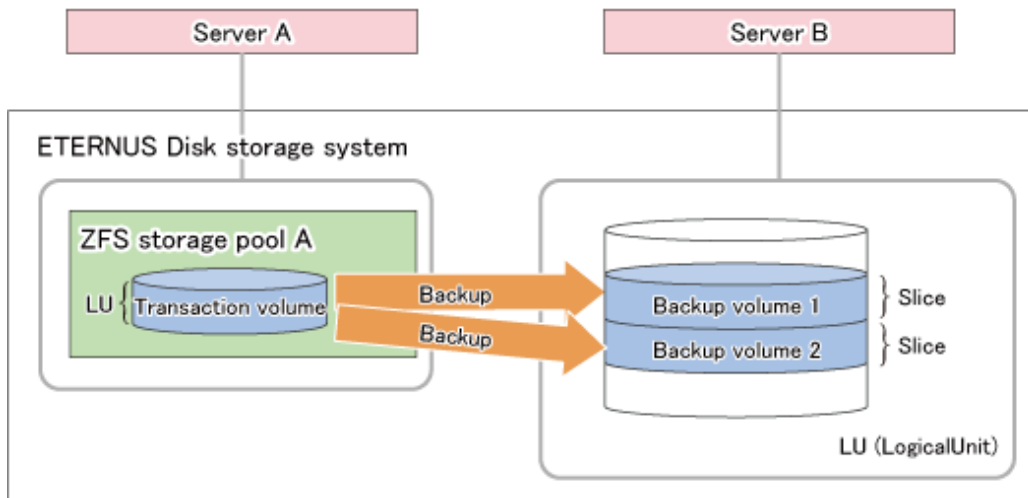 Server A
Server B
ETERNUS Disk storage system
ZFS storage pool A
LU
Transaction volume
Backup
Backup
Backup volume 1
Slice
Backup volume 2
Slice
LU (LogicalUnit)